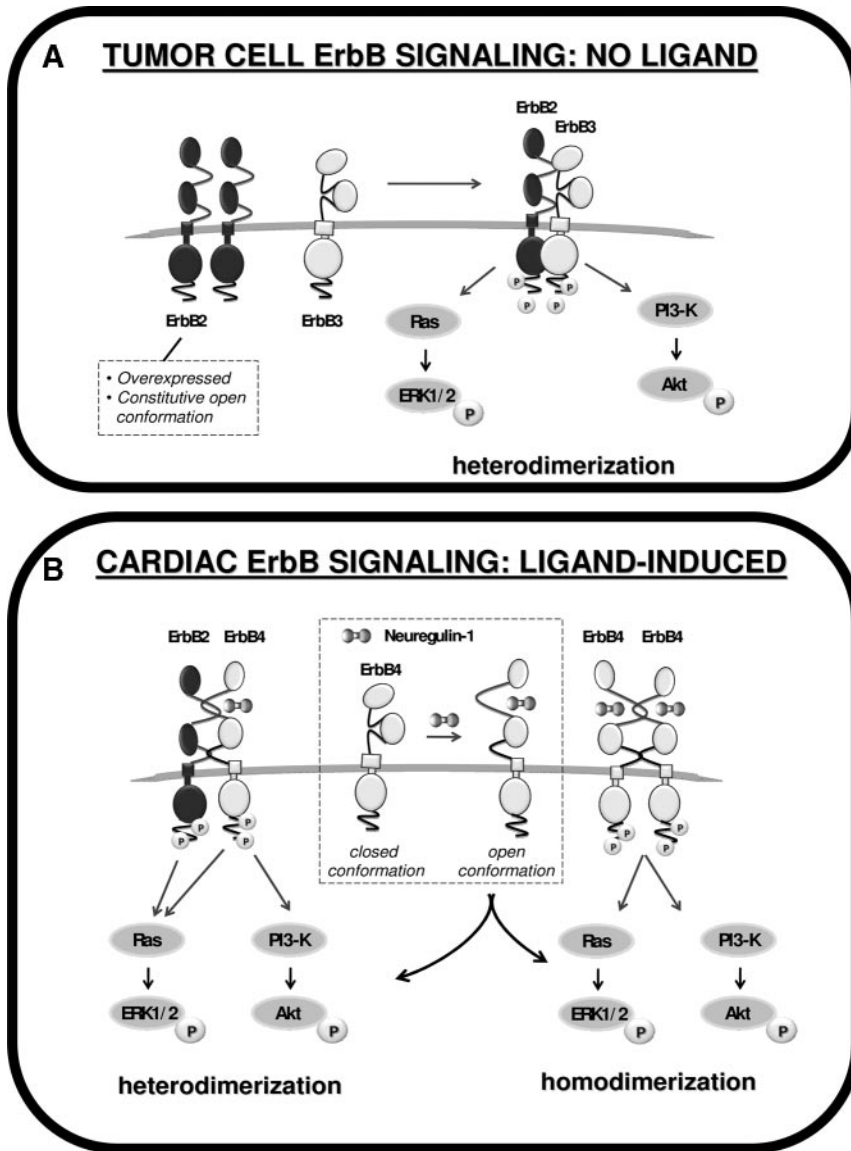 A TUMOR CELL ErbB SIGNALING: NO LIGAND
ErbB2
ErbB3
ErbB2
ErbB3
• Overexpressed
• Constitutive open
conformation
P
P
P
P
Ras
ERK1/2
P
PI3-K
Akt
P
heterodimerization
B CARDIAC ErbB SIGNALING: LIGAND-INDUCED
ErbB2 ErbB4
P
P
P
P
Neuregulin-1
ErbB4
closed
conformation
open
conformation
ErbB4 ErbB4
P
P
P
P
Ras
ERK1/2
P
PI3-K
Akt
P
heterodimerization
Ras
ERK1/2
P
PI3-K
Akt
P
homodimerization